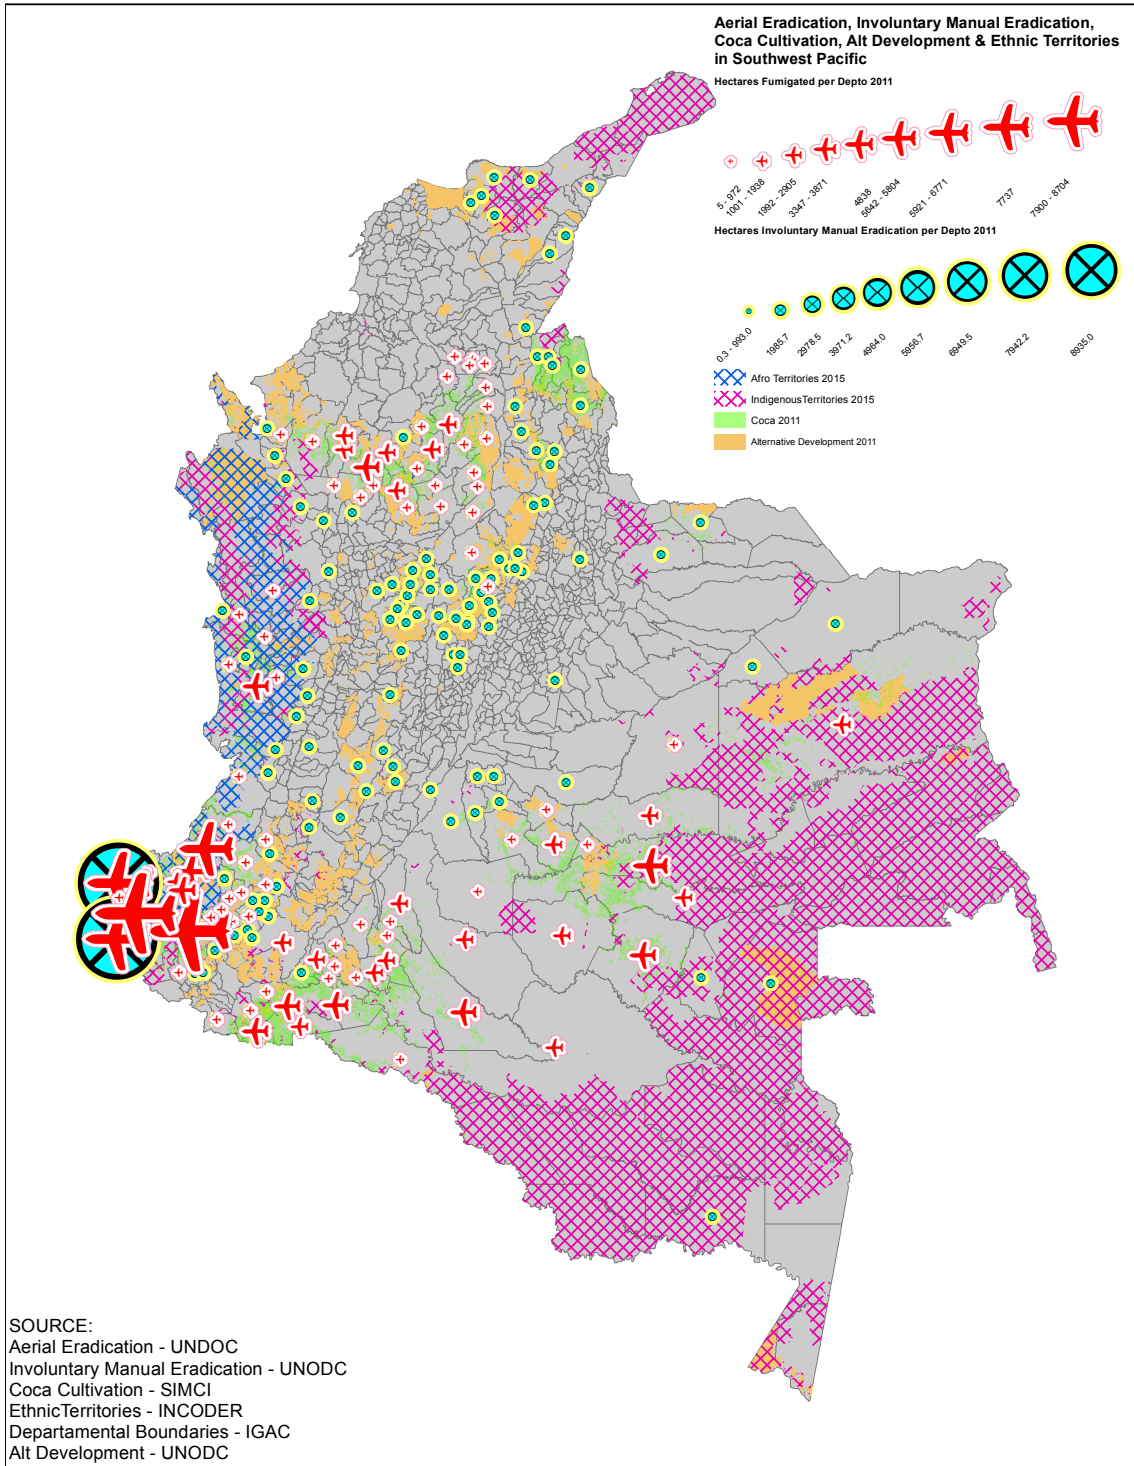 Aerial Eradication, Involuntary Manual Eradication,
Coca Cultivation, Alt Development & Ethnic Territories
in Southwest Pacific
Hectares Fumigated per Depto 2011
5 - 972
1001 - 1938
1992 - 2905
3347 - 3871
4838
5642 - 5804
5921 - 6771
7737
7900 - 8704
Hectares Involuntary Manual Eradication per Depto 2011
0.3 - 993.0
1985.7
2978.5
3971.2
4964.0
5956.7
6949.5
7942.2
8935.0
Afro Territories 2015
IndigenousTerritories 2015
Coca 2011
Alternative Development 2011
SOURCE:
Aerial Eradication - UNDOC
Involuntary Manual Eradication - UNODC
Coca Cultivation - SIMCI
EthnicTerritories - INCODER
Departamental Boundaries - IGAC
Alt Development - UNODC